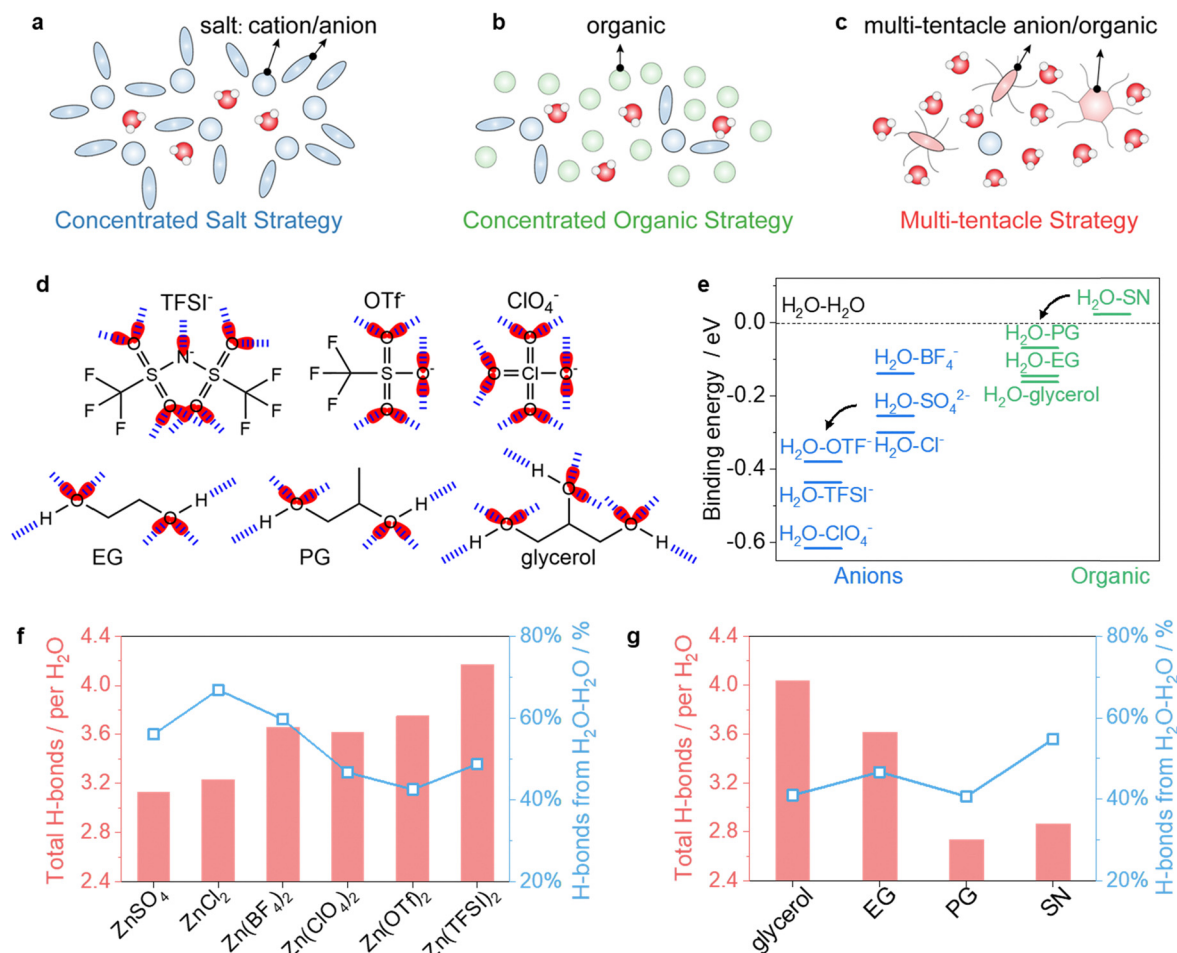 a
salt: cation/anion
Concentrated Salt Strategy
b
organic
Concentrated Organic Strategy
c
multi-tentacle anion/organic
Multi-tentacle Strategy
d
TFSI⁻
OTf⁻
ClO₄⁻
O
N⁻
O
S
S
F
F
F
F
F
F
O
O
O
F
F
F
S
O⁻
O
O
O
Cl
O⁻
O
H
O
O
H
EG
H
O
O
H
PG
H
O
O
O
H
H
glycerol
e
Binding energy / eV
0.0
-0.2
-0.4
-0.6
H₂O-H₂O
H₂O-SN
H₂O-PG
H₂O-EG
H₂O-glycerol
H₂O-BF₄⁻
H₂O-SO₄²⁻
H₂O-Cl⁻
H₂O-OTF⁻
H₂O-TFSI⁻
H₂O-ClO₄⁻
Anions
Organic
f
Total H-bonds / per H₂O
4.4
4.0
3.6
3.2
2.8
2.4
80%
60%
40%
20%
H-bonds from H₂O-H₂O / %
ZnSO₄
ZnCl₂
Zn(BF₄)₂
Zn(ClO₄)₂
Zn(OTf)₂
Zn(TFSI)₂
g
Total H-bonds / per H₂O
4.4
4.0
3.6
3.2
2.8
2.4
80%
60%
40%
20%
H-bonds from H₂O-H₂O / %
glycerol
EG
PG
SN